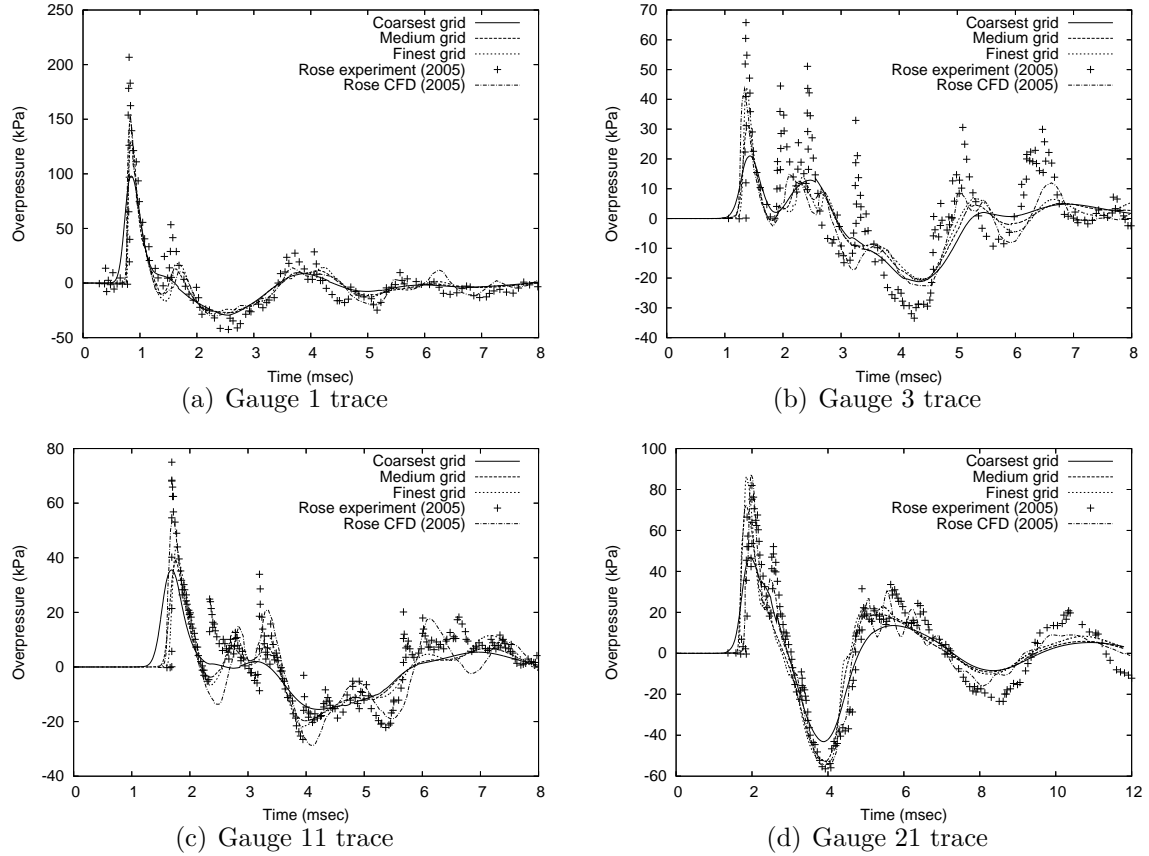 250
200
150
100
50
0
-50
Overpressure (kPa)
0 1 2 3 4 5 6 7 8
Time (msec)
Coarsest grid
Medium grid
Finest grid
Rose experiment (2005)
Rose CFD (2005)
(a) Gauge 1 trace
70
60
50
40
30
20
10
0
-10
-20
-30
-40
Overpressure (kPa)
0 1 2 3 4 5 6 7 8
Time (msec)
Coarsest grid
Medium grid
Finest grid
Rose experiment (2005)
Rose CFD (2005)
(b) Gauge 3 trace
80
60
40
20
0
-20
-40
Overpressure (kPa)
0 1 2 3 4 5 6 7 8
Time (msec)
Coarsest grid
Medium grid
Finest grid
Rose experiment (2005)
Rose CFD (2005)
(c) Gauge 11 trace
100
80
60
40
20
0
-20
-40
-60
Overpressure (kPa)
0 2 4 6 8 10 12
Time (msec)
Coarsest grid
Medium grid
Finest grid
Rose experiment (2005)
Rose CFD (2005)
(d) Gauge 21 trace